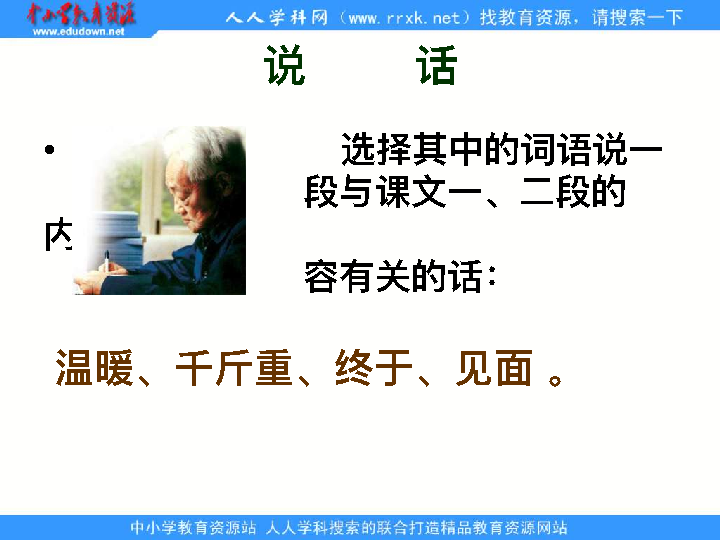 中小学教育资源
www.edudown.net
人人学科网（www.rrxk.net）找教育资源，请搜索一下
说 话
• 选择其中的词语说一
段与课文一、二段的
内
容有关的话：
温暖、千斤重、终于、见面 。
中小学教育资源站 人人学科搜索的联合打造精品教育资源网站